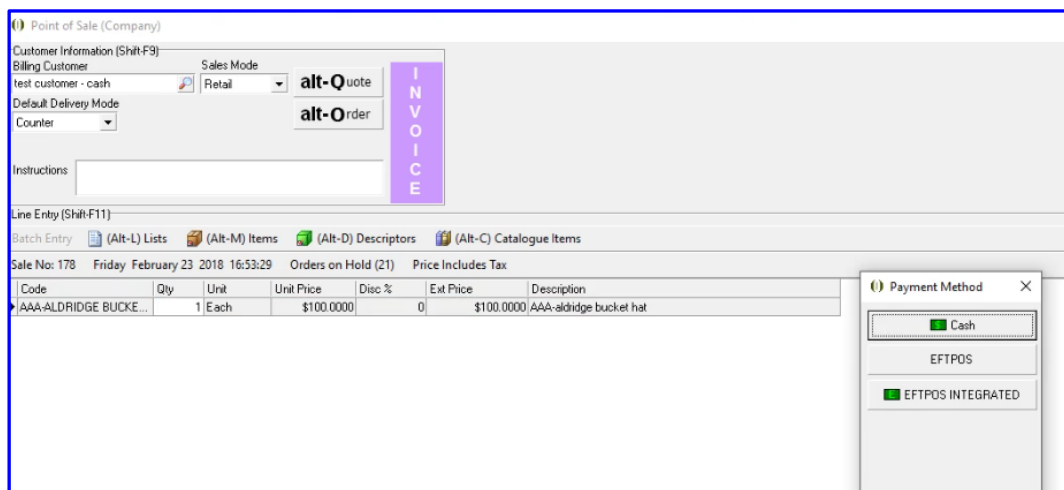 Point of Sale (Company)
Customer Information (Shift-F9)
Billing Customer Sales Mode
test customer - cash Retail alt-Quote
Default Delivery Mode
Counter alt-Order
Instructions
INVOICE
Line Entry (Shift-F11)
Batch Entry (Alt-L) Lists (Alt-M) Items (Alt-D) Descriptors (Alt-C) Catalogue Items
Sale No: 178 Friday February 23 2018 16:53:29 Orders on Hold (21) Price Includes Tax
Code Qty Unit Unit Price Disc % Ext Price Description
AAA-ALDRIDGE BUCKE... 1 Each $100.0000 0 $100.0000 AAA-aldridge bucket hat
Payment Method
Cash
EFTPOS
EFTPOS INTEGRATED